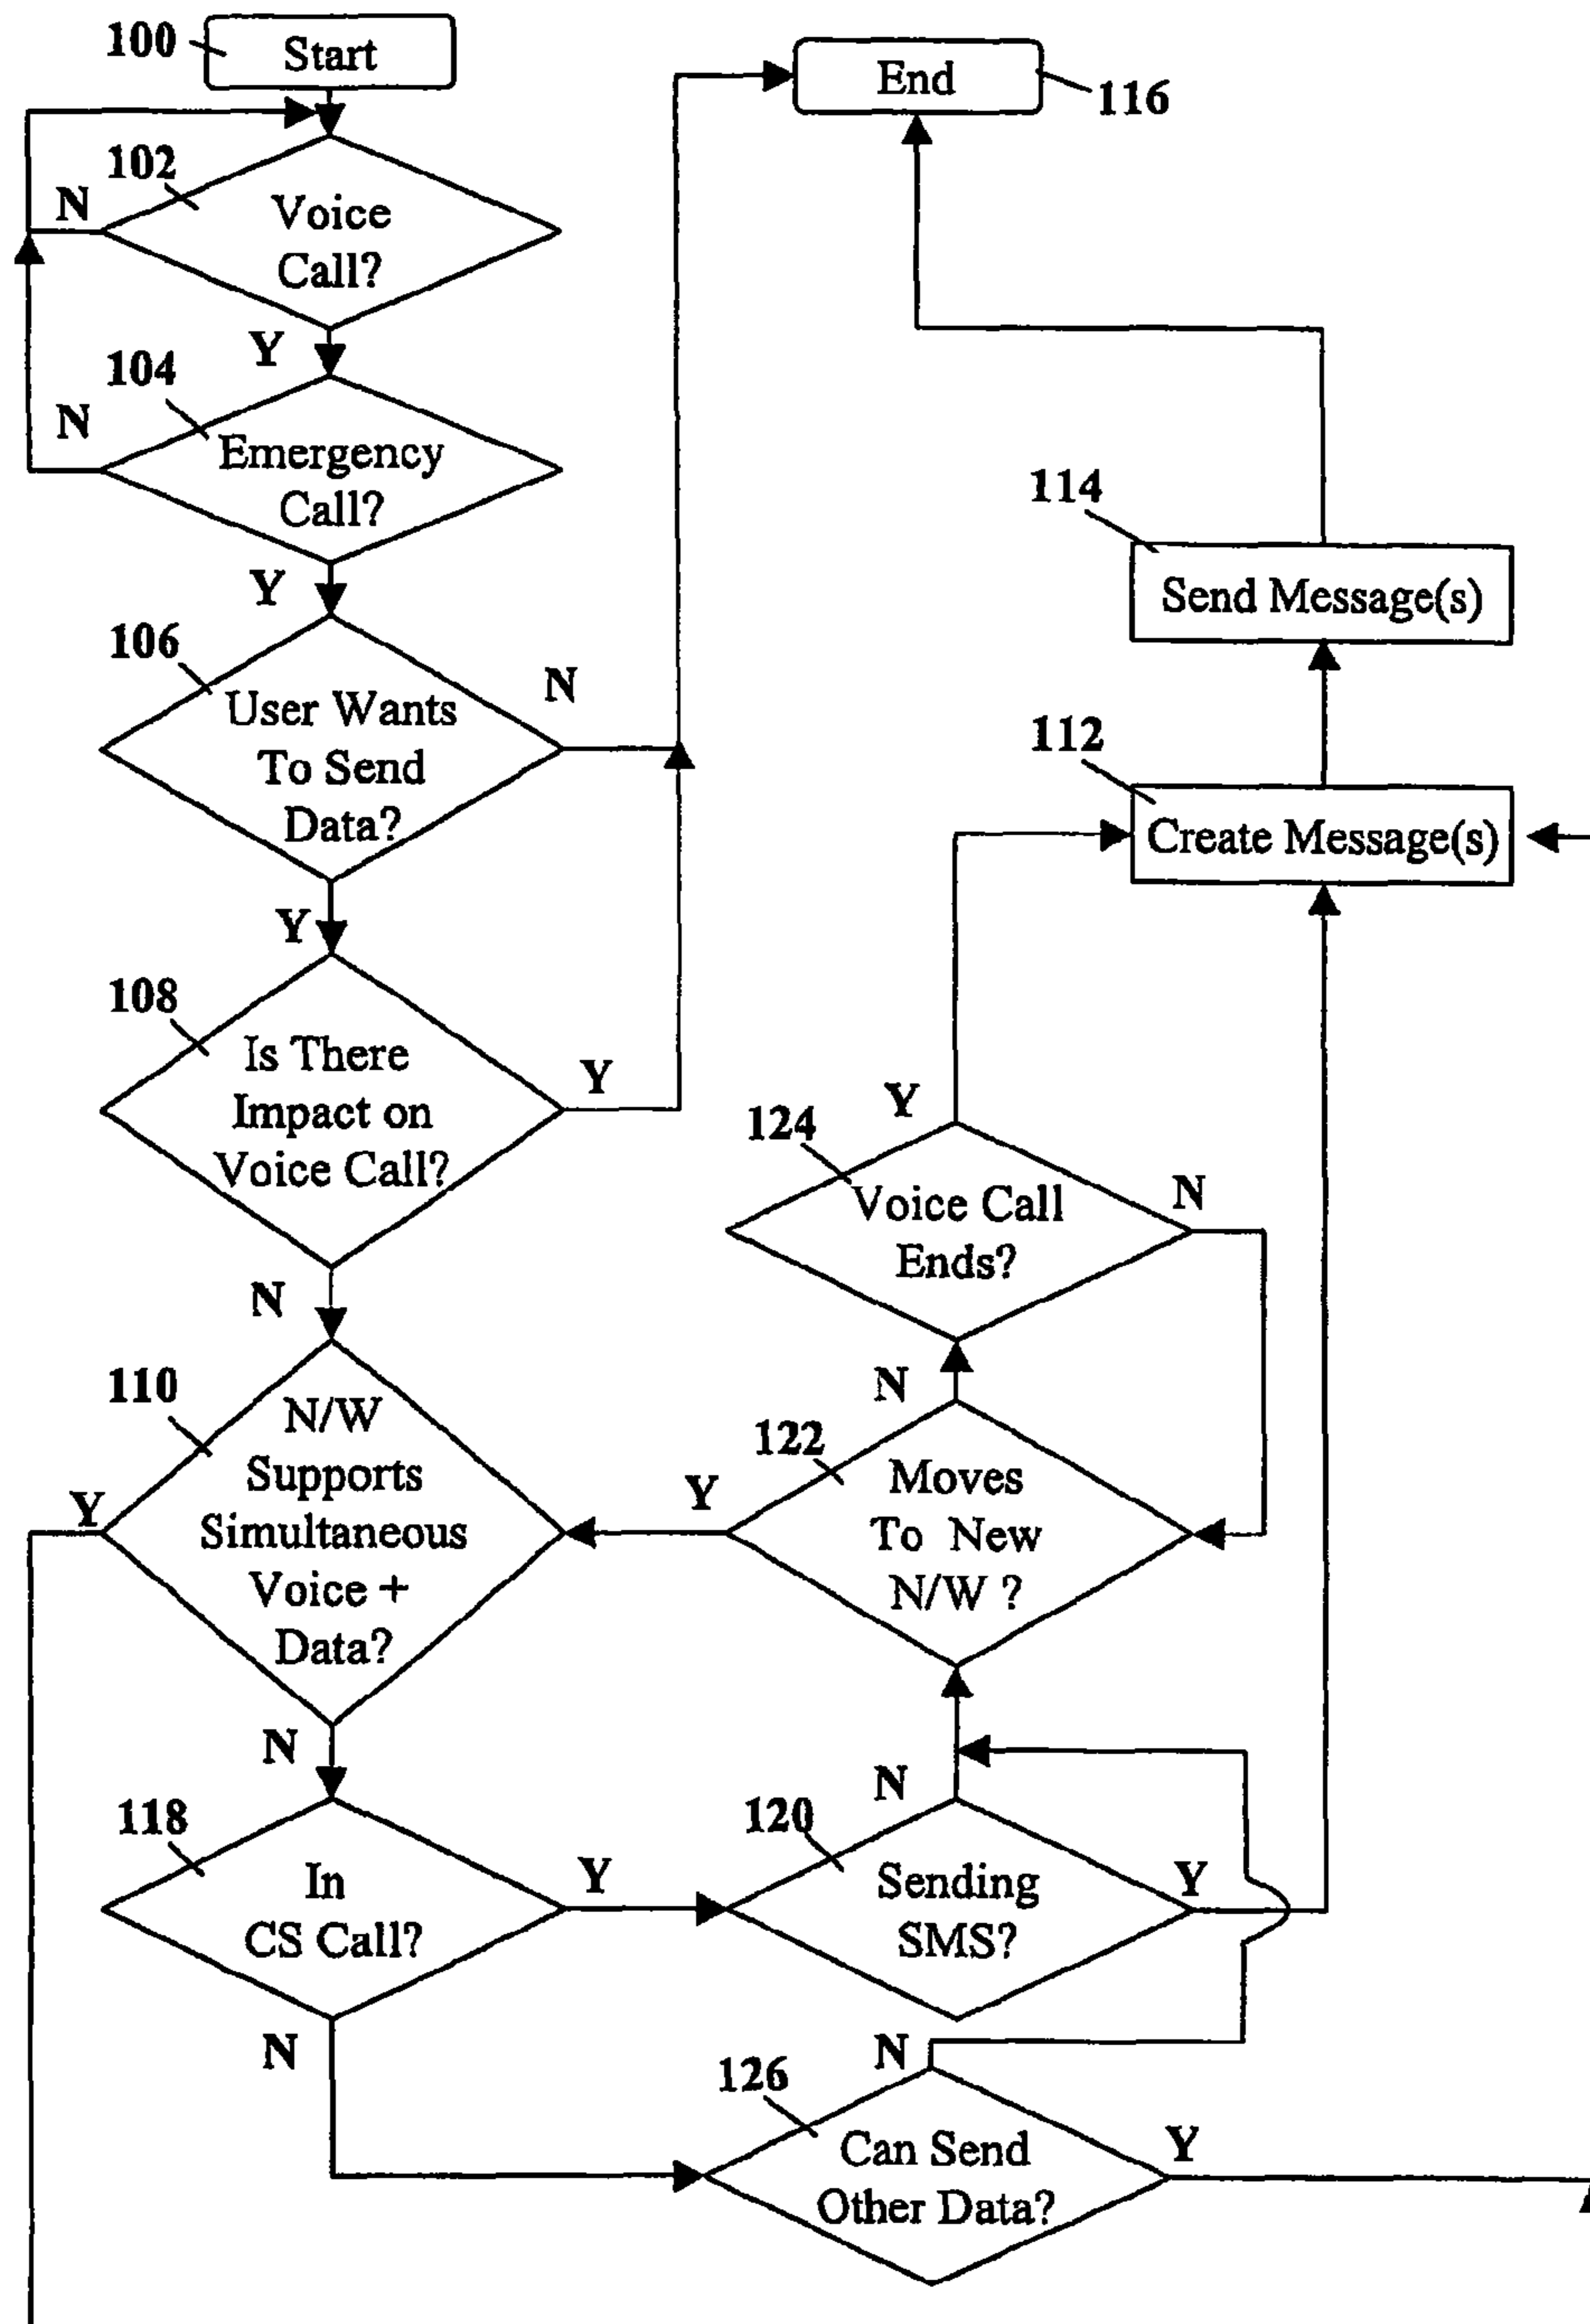 100
Start
102
N
Voice
Call?
Y
104
N
Emergency
Call?
Y
106
N
User Wants
To Send
Data?
Y
108
Is There
Impact on
Voice Call?
Y
N
110
N/W
Supports
Simultaneous
Voice +
Data?
Y
N
118
In
CS Call?
Y
N
End
116
114
Send Message(s)
112
Create Message(s)
Y
124
Voice Call
Ends?
N
N
122
Moves
To New
N/W ?
Y
N
120
Sending
SMS?
Y
N
126
Can Send
Other Data?
Y